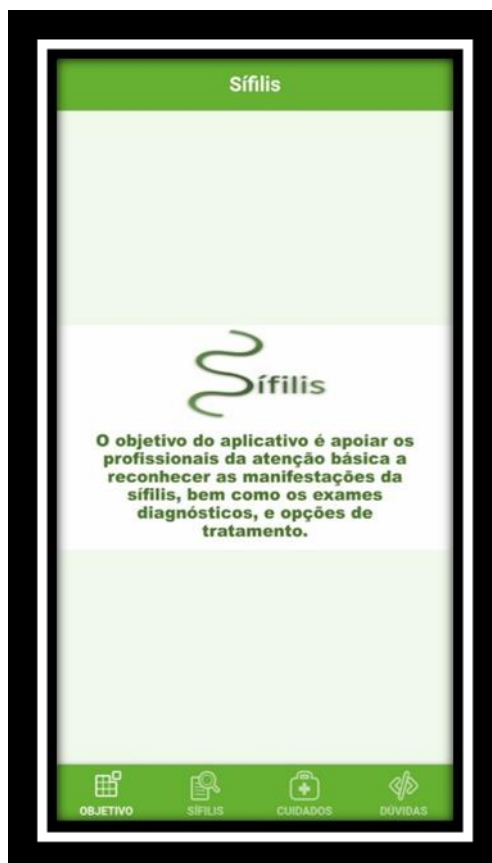 Sífilis
Sífilis
O objetivo do aplicativo é apoiar os
profissionais da atenção básica a
reconhecer as manifestações da
sífilis, bem como os exames
diagnósticos, e opções de
tratamento.
OBJETIVO SÍFILIS CUIDADOS DÚVIDAS